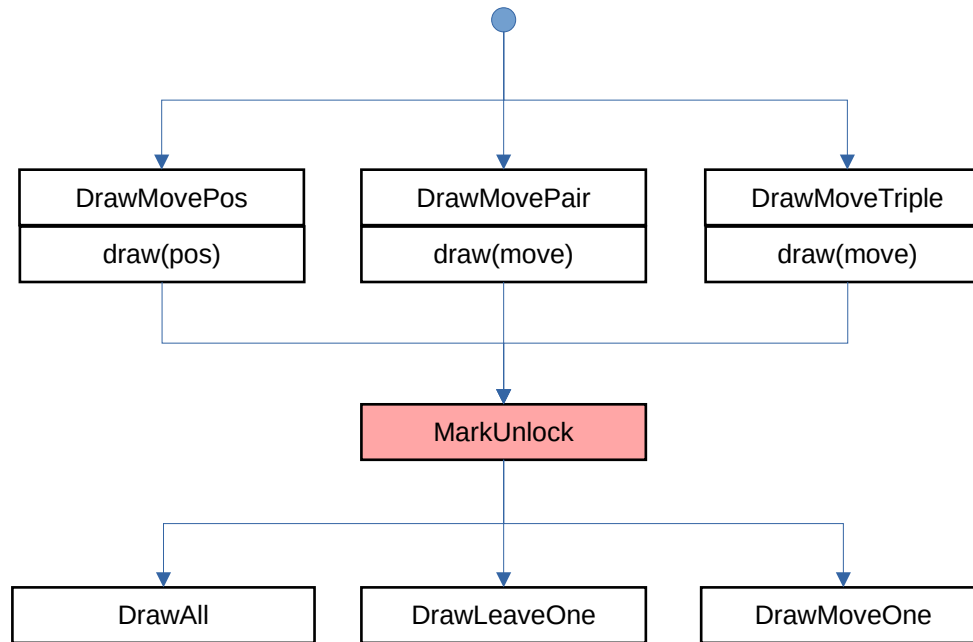 DrawMovePos
DrawMovePair
DrawMoveTriple
draw(pos)
draw(move)
draw(move)
MarkUnlock
DrawAll
DrawLeaveOne
DrawMoveOne